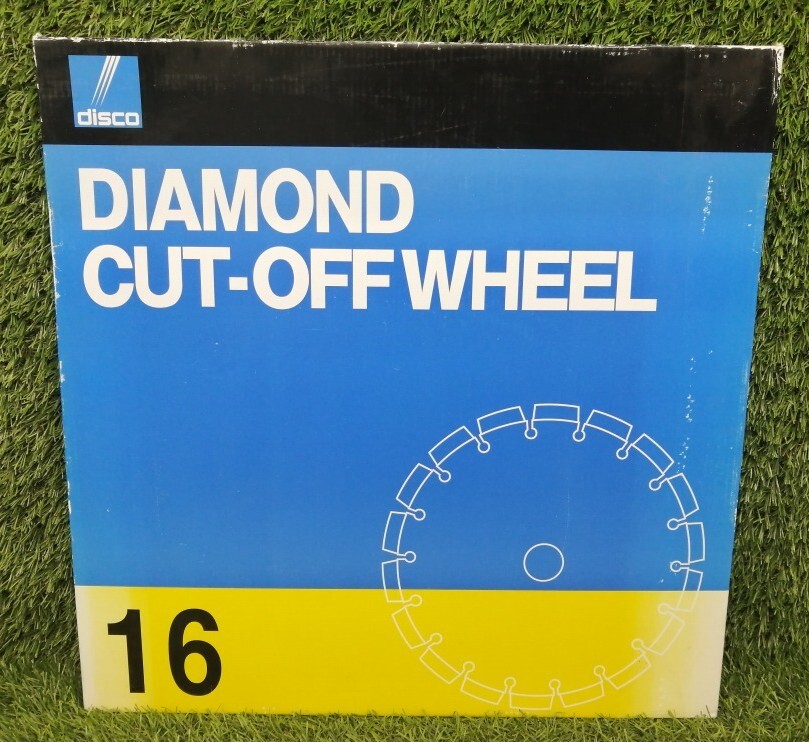 disco
DIAMOND
CUT-OFF WHEEL
16